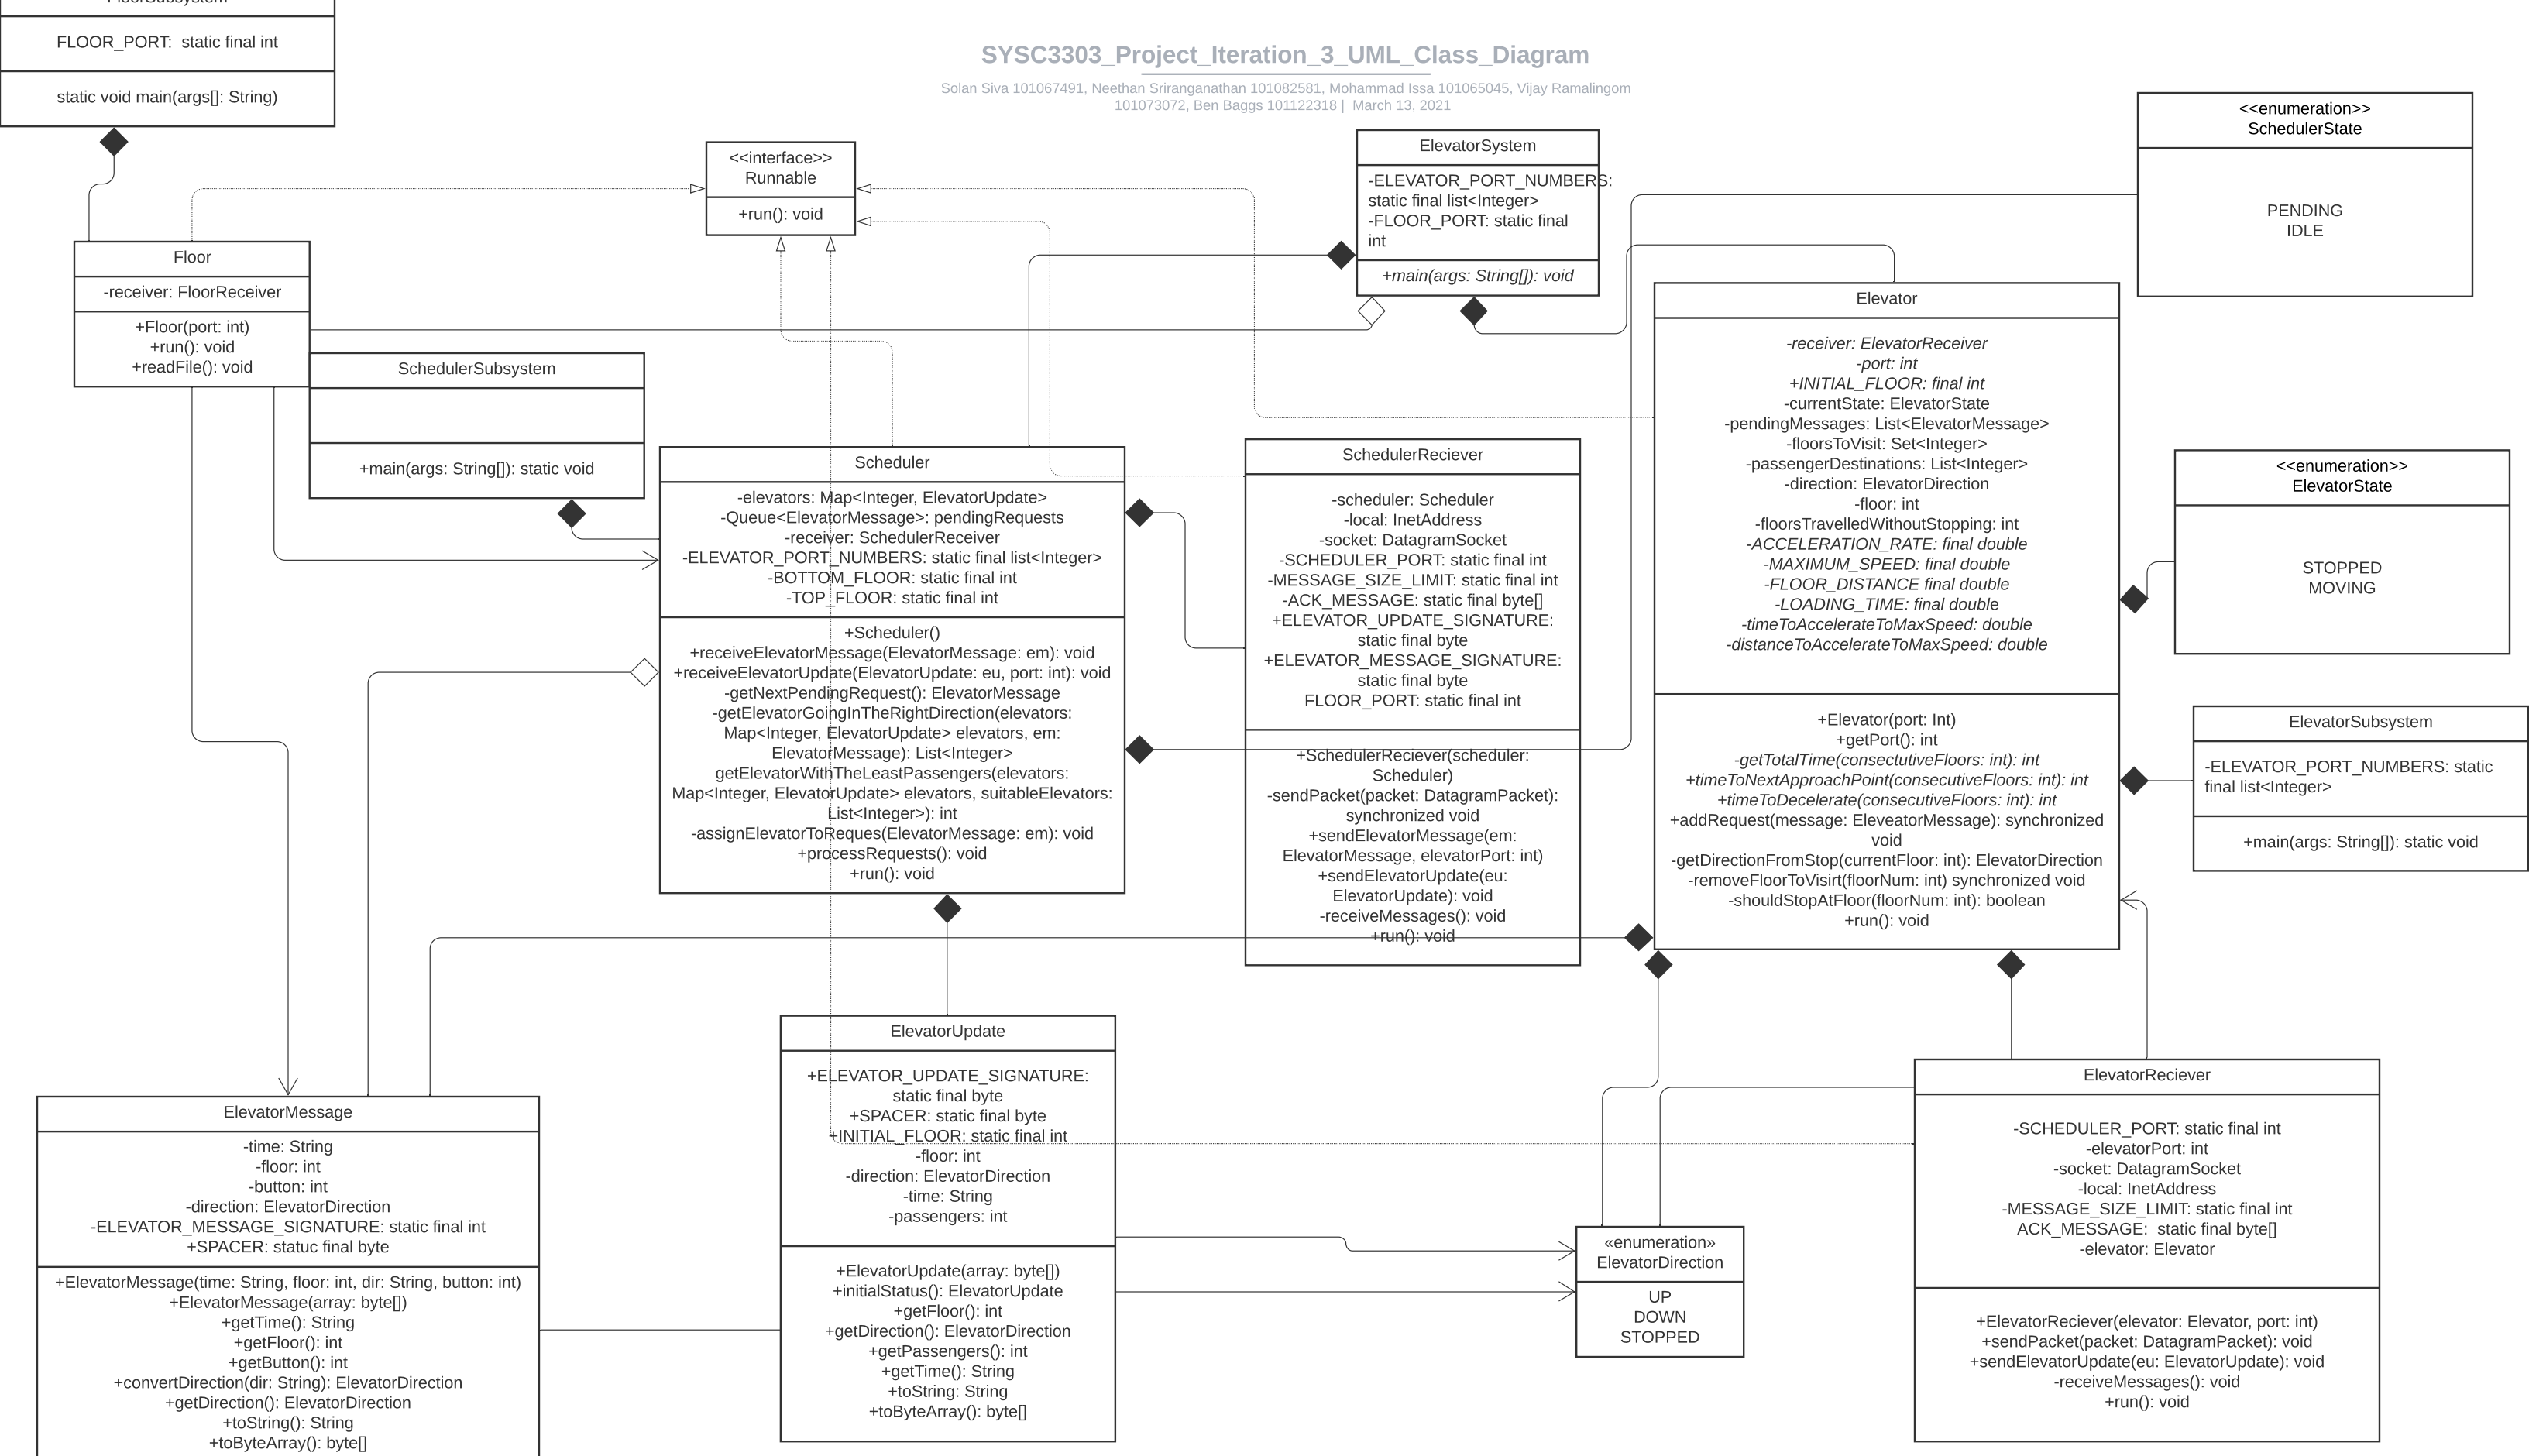 FloorSubsystem
FLOOR_PORT:  static final int
static void main(args[]: String)
SYSC3303_Project_Iteration_3_UML_Class_Diagram
Solan Siva 101067491, Neethan Sriranganathan 101082581, Mohammad Issa 101065045, Vijay Ramalingom
101073072, Ben Baggs 101122318 |  March 13, 2021
<<enumeration>>
SchedulerState
PENDING
IDLE
<<interface>>
Runnable
+run(): void
ElevatorSystem
-ELEVATOR_PORT_NUMBERS:
static final list<Integer>
-FLOOR_PORT: static final
int
+main(args: String[]): void
Floor
-receiver: FloorReceiver
+Floor(port: int)
+run(): void
+readFile(): void
SchedulerSubsystem
+main(args: String[]): static void
Scheduler
-elevators: Map<Integer, ElevatorUpdate>
-Queue<ElevatorMessage>: pendingRequests
-receiver: SchedulerReceiver
-ELEVATOR_PORT_NUMBERS: static final list<Integer>
-BOTTOM_FLOOR: static final int
-TOP_FLOOR: static final int
+Scheduler()
+receiveElevatorMessage(ElevatorMessage: em): void
+receiveElevatorUpdate(ElevatorUpdate: eu, port: int): void
-getNextPendingRequest(): ElevatorMessage
-getElevatorGoingInTheRightDirection(elevators:
Map<Integer, ElevatorUpdate> elevators, em:
ElevatorMessage): List<Integer>
getElevatorWithTheLeastPassengers(elevators:
Map<Integer, ElevatorUpdate> elevators, suitableElevators:
List<Integer>): int
-assignElevatorToReques(ElevatorMessage: em): void
+processRequests(): void
+run(): void
SchedulerReciever
-scheduler: Scheduler
-local: InetAddress
-socket: DatagramSocket
-SCHEDULER_PORT: static final int
-MESSAGE_SIZE_LIMIT: static final int
-ACK_MESSAGE: static final byte[]
+ELEVATOR_UPDATE_SIGNATURE:
static final byte
+ELEVATOR_MESSAGE_SIGNATURE:
static final byte
FLOOR_PORT: static final int
+SchedulerReciever(scheduler:
Scheduler)
-sendPacket(packet: DatagramPacket):
synchronized void
+sendElevatorMessage(em:
ElevatorMessage, elevatorPort: int)
+sendElevatorUpdate(eu:
ElevatorUpdate): void
-receiveMessages(): void
+run(): void
Elevator
-receiver: ElevatorReceiver
-port: int
+INITIAL_FLOOR: final int
-currentState: ElevatorState
-pendingMessages: List<ElevatorMessage>
-floorsToVisit: Set<Integer>
-passengerDestinations: List<Integer>
-direction: ElevatorDirection
-floor: int
-floorsTravelledWithoutStopping: int
-ACCELERATION_RATE: final double
-MAXIMUM_SPEED: final double
-FLOOR_DISTANCE final double
-LOADING_TIME: final double
-timeToAccelerateToMaxSpeed: double
-distanceToAccelerateToMaxSpeed: double
+Elevator(port: Int)
+getPort(): int
-getTotalTime(consectutiveFloors: int): int
+timeToNextApproachPoint(consecutiveFloors: int): int
+timeToDecelerate(consecutiveFloors: int): int
+addRequest(message: EleveatorMessage): synchronized
void
-getDirectionFromStop(currentFloor: int): ElevatorDirection
-removeFloorToVisirt(floorNum: int) synchronized void
-shouldStopAtFloor(floorNum: int): boolean
+run(): void
<<enumeration>>
ElevatorState
STOPPED
MOVING
ElevatorSubsystem
-ELEVATOR_PORT_NUMBERS: static
final list<Integer>
+main(args: String[]): static void
ElevatorMessage
-time: String
-floor: int
-button: int
-direction: ElevatorDirection
-ELEVATOR_MESSAGE_SIGNATURE: static final int
+SPACER: statuc final byte
+ElevatorMessage(time: String, floor: int, dir: String, button: int)
+ElevatorMessage(array: byte[])
+getTime(): String
+getFloor(): int
+getButton(): int
+convertDirection(dir: String): ElevatorDirection
+getDirection(): ElevatorDirection
+toString(): String
+toByteArray(): byte[]
ElevatorUpdate
+ELEVATOR_UPDATE_SIGNATURE:
static final byte
+SPACER: static final byte
+INITIAL_FLOOR: static final int
-floor: int
-direction: ElevatorDirection
-time: String
-passengers: int
+ElevatorUpdate(array: byte[])
+initialStatus(): ElevatorUpdate
+getFloor(): int
+getDirection(): ElevatorDirection
+getPassengers(): int
+getTime(): String
+toString: String
+toByteArray(): byte[]
«enumeration»
ElevatorDirection
UP
DOWN
STOPPED
ElevatorReciever
-SCHEDULER_PORT: static final int
-elevatorPort: int
-socket: DatagramSocket
-local: InetAddress
-MESSAGE_SIZE_LIMIT: static final int
ACK_MESSAGE:  static final byte[]
-elevator: Elevator
+ElevatorReciever(elevator: Elevator, port: int)
+sendPacket(packet: DatagramPacket): void
+sendElevatorUpdate(eu: ElevatorUpdate): void
-receiveMessages(): void
+run(): void